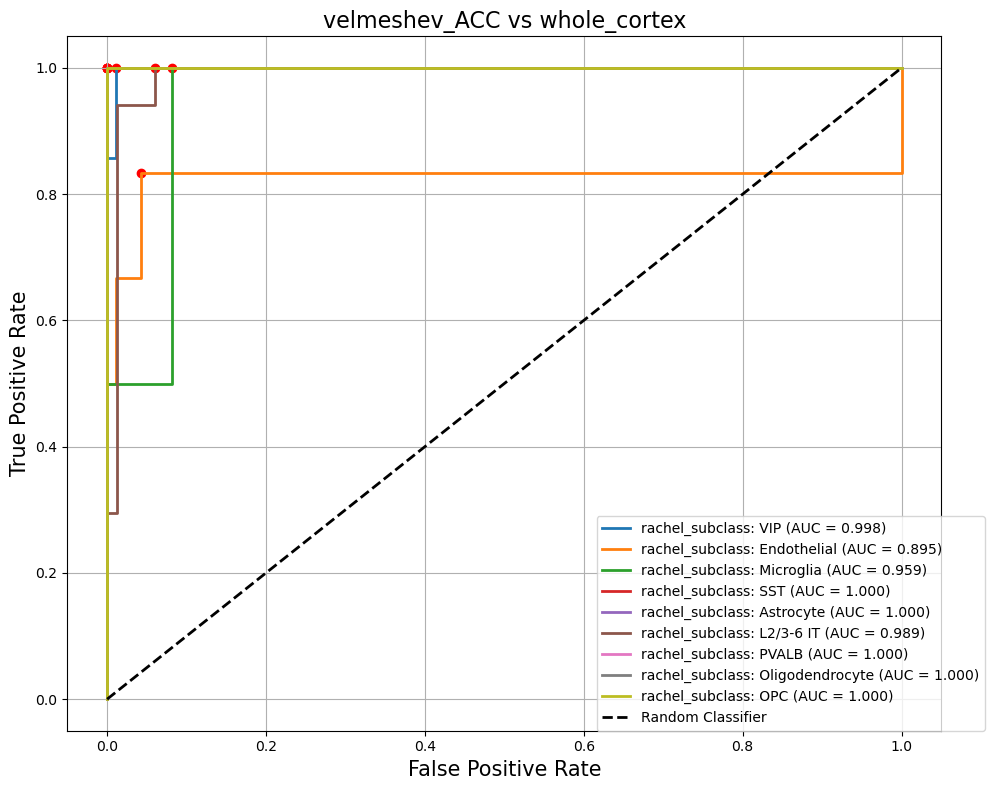 velmeshev_ACC vs whole_cortex
True Positive Rate
1.0
0.8
0.6
0.4
0.2
0.0
0.0 0.2 0.4 0.6 0.8 1.0
False Positive Rate
rachel_subclass: VIP (AUC = 0.998)
rachel_subclass: Endothelial (AUC = 0.895)
rachel_subclass: Microglia (AUC = 0.959)
rachel_subclass: SST (AUC = 1.000)
rachel_subclass: Astrocyte (AUC = 1.000)
rachel_subclass: L2/3-6 IT (AUC = 0.989)
rachel_subclass: PVALB (AUC = 1.000)
rachel_subclass: Oligodendrocyte (AUC = 1.000)
rachel_subclass: OPC (AUC = 1.000)
Random Classifier